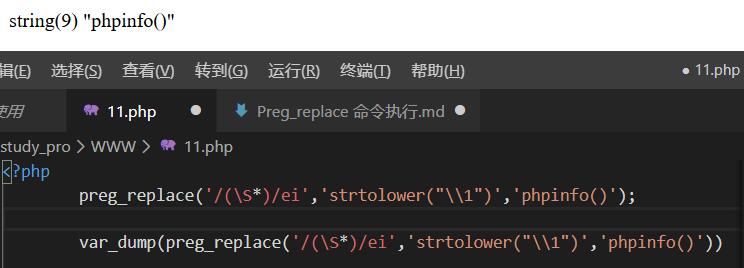 string(9) "phpinfo()"
辑(E) 选择(S) 查看(V) 转到(G) 运行(R) 终端(T) 帮助(H) ● 11.php
使用 11.php ● Preg_replace 命令执行.md ●
study_pro > WWW > 11.php
<?php
preg_replace('/(\S*)/ei','strtolower("\\1")','phpinfo()');
var_dump(preg_replace('/(\S*)/ei','strtolower("\\1")','phpinfo()'))